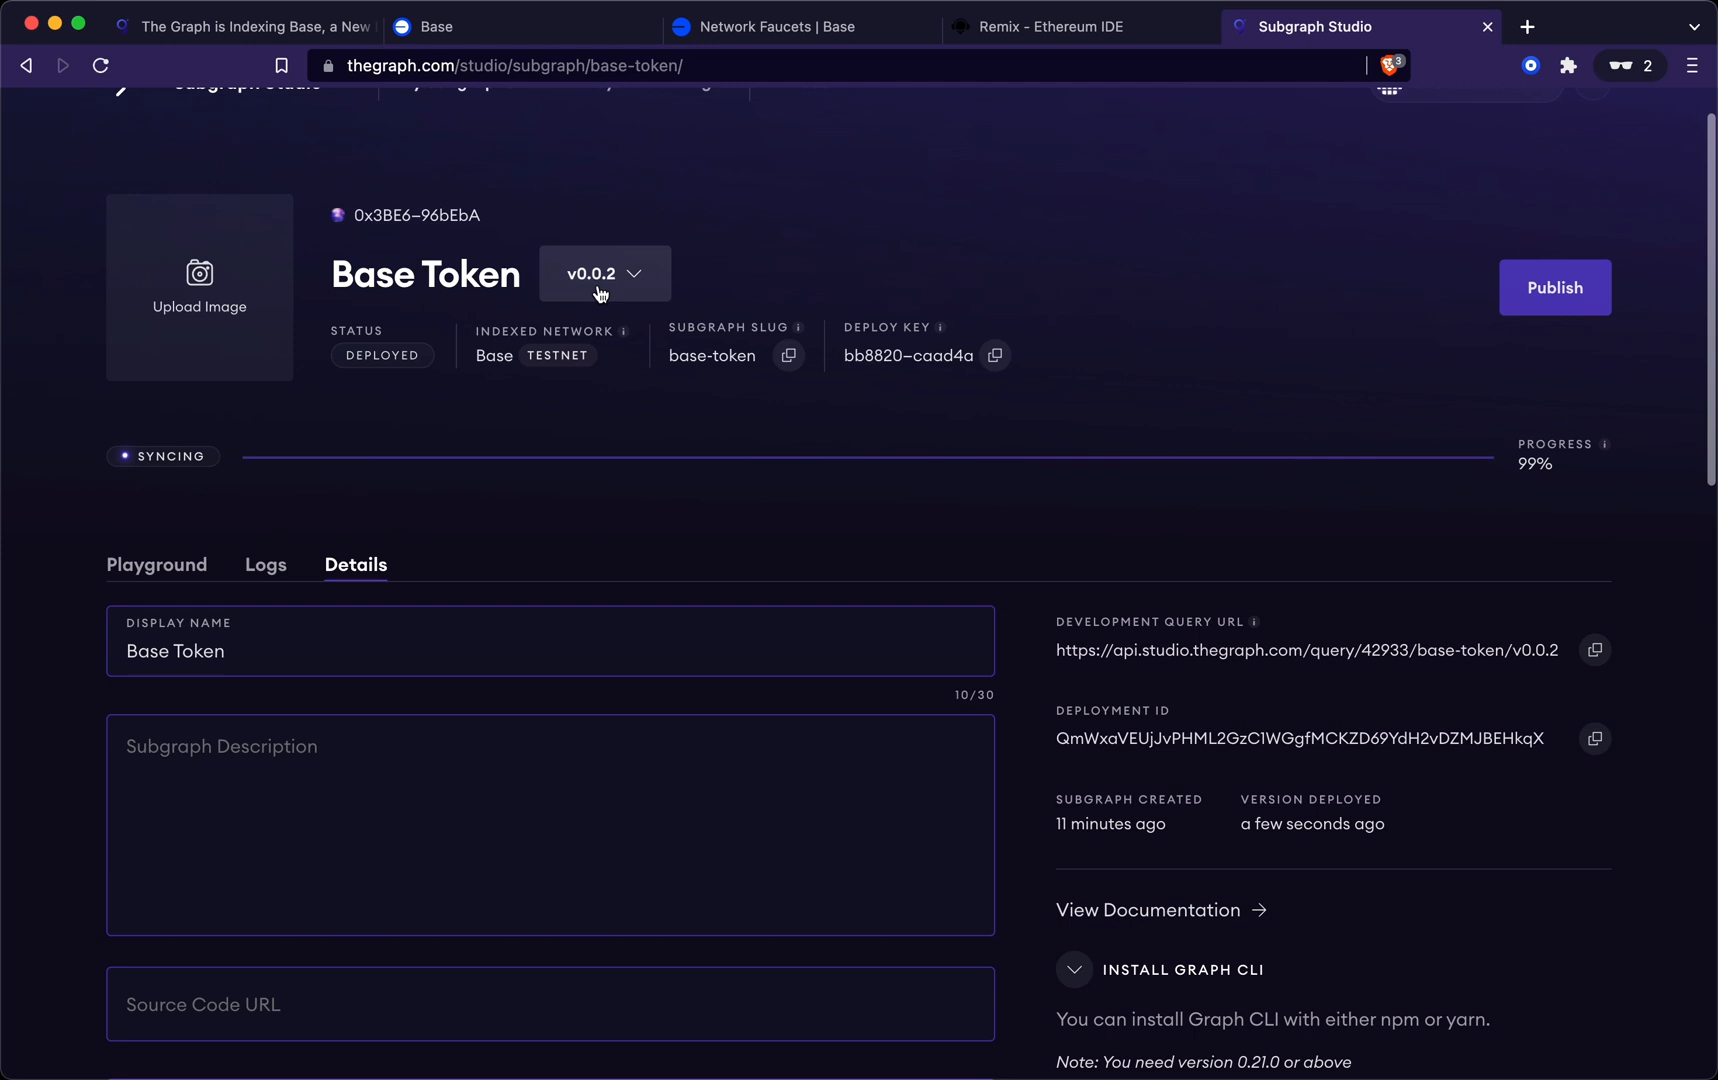 The Graph is Indexing Base, a New
Base
Network Faucets | Base
Remix - Ethereum IDE
Subgraph Studio
thegraph.com/studio/subgraph/base-token/
3
2
Subgraph Studio
0x3BE6–96bEbA
Upload Image
Base Token
v0.0.2
Publish
STATUS
DEPLOYED
INDEXED NETWORK
Base TESTNET
SUBGRAPH SLUG
base-token
DEPLOY KEY
bb8820–caad4a
SYNCING
PROGRESS
99%
Playground
Logs
Details
DISPLAY NAME
Base Token
10/30
Subgraph Description
Source Code URL
DEVELOPMENT QUERY URL
https://api.studio.thegraph.com/query/42933/base-token/v0.0.2
DEPLOYMENT ID
QmWxaVEUjJvPHML2GzC1WGgfMCKZD69YdH2vDZMJBEHkqX
SUBGRAPH CREATED
11 minutes ago
VERSION DEPLOYED
a few seconds ago
View Documentation →
INSTALL GRAPH CLI
You can install Graph CLI with either npm or yarn.
Note: You need version 0.21.0 or above